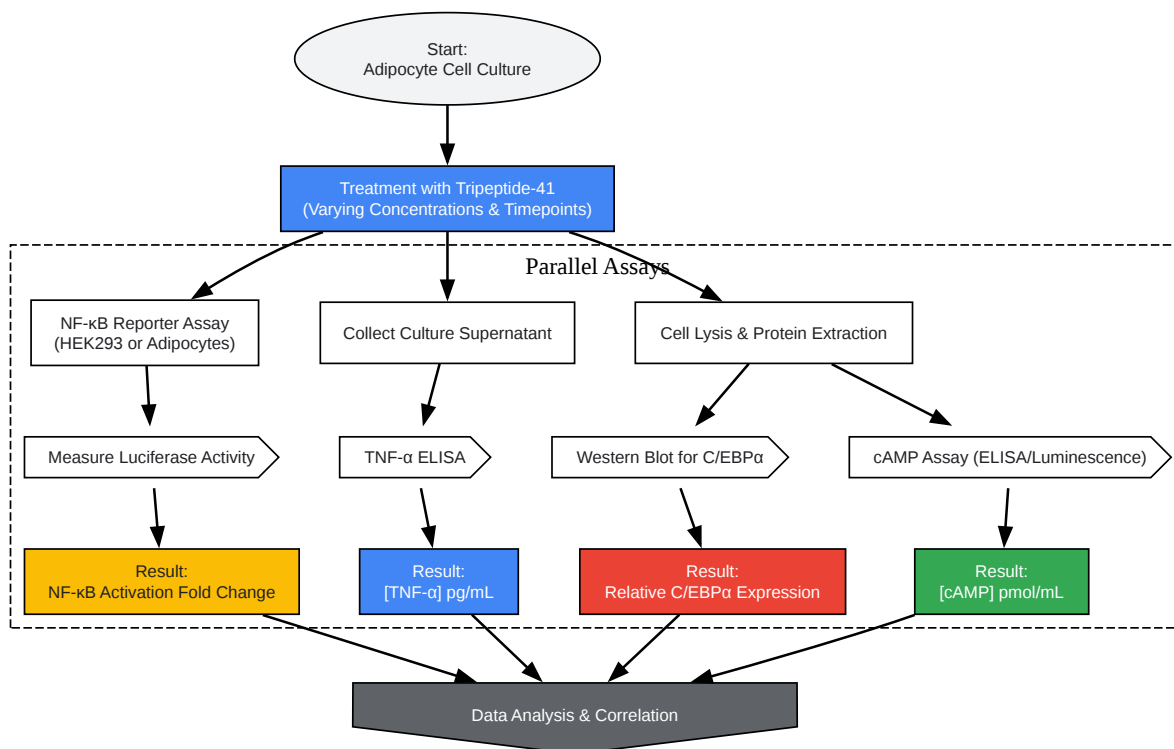 Start:
Adipocyte Cell Culture
Treatment with Tripeptide-41
(Varying Concentrations & Timepoints)
Parallel Assays
NF-κB Reporter Assay
(HEK293 or Adipocytes)
Collect Culture Supernatant
Cell Lysis & Protein Extraction
Measure Luciferase Activity
TNF-α ELISA
Western Blot for C/EBPα
cAMP Assay (ELISA/Luminescence)
Result:
NF-κB Activation Fold Change
Result:
[TNF-α] pg/mL
Result:
Relative C/EBPα Expression
Result:
[cAMP] pmol/mL
Data Analysis & Correlation